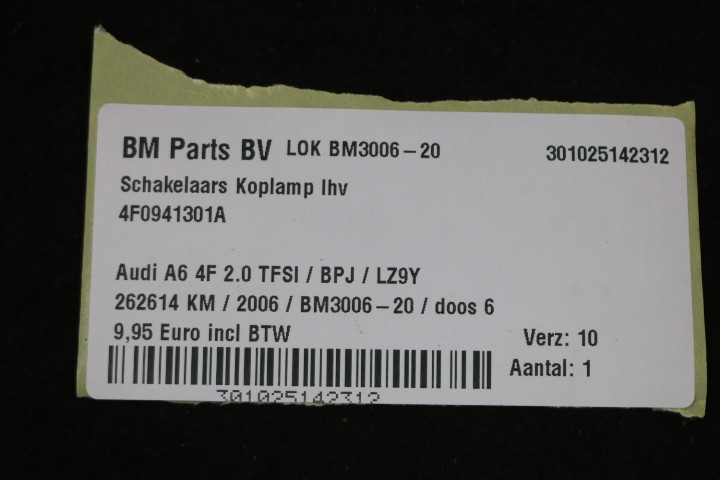 BM Parts BV LOK BM3006-20 301025142312
Schakelaars Koplamp lhv
4F0941301A
Audi A6 4F 2.0 TFSI / BPJ / LZ9Y
262614 KM / 2006 / BM3006-20 / doos 6
9,95 Euro incl BTW
Verz: 10
Aantal: 1
301025142312